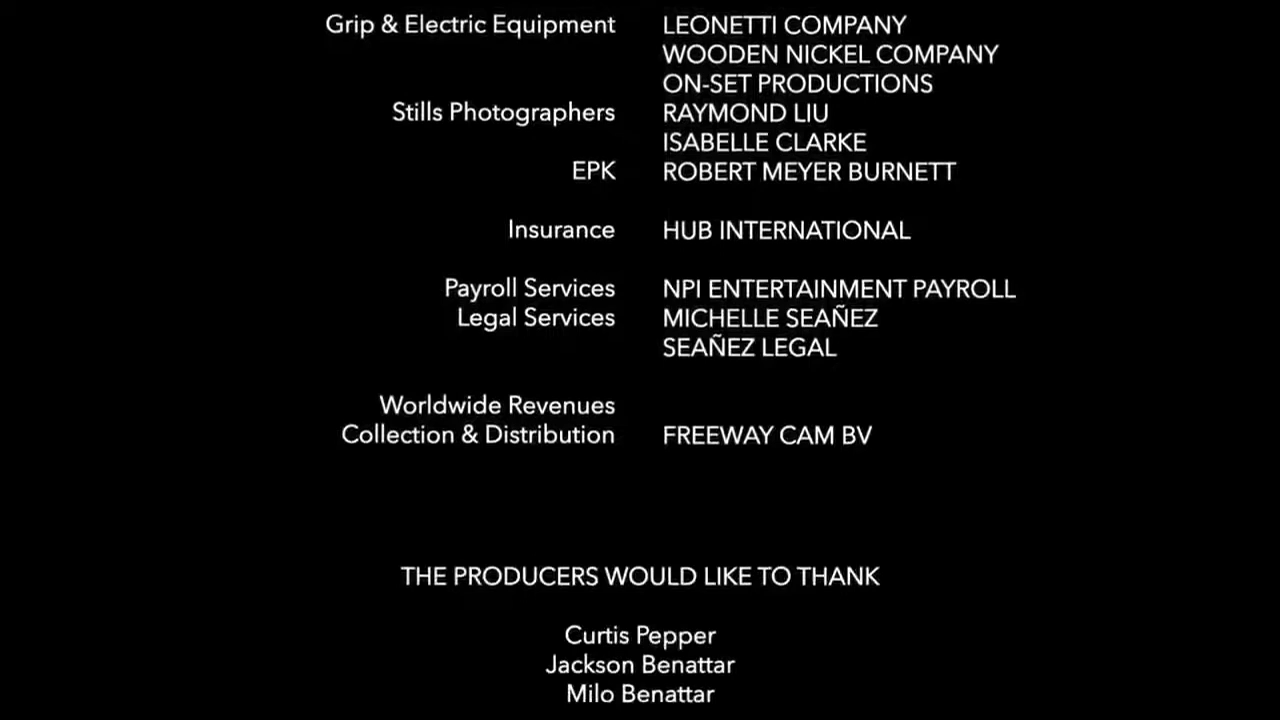 Grip & Electric Equipment LEONETTI COMPANY
WOODEN NICKEL COMPANY
ON-SET PRODUCTIONS
Stills Photographers RAYMOND LIU
ISABELLE CLARKE
EPK ROBERT MEYER BURNETT
Insurance HUB INTERNATIONAL
Payroll Services NPI ENTERTAINMENT PAYROLL
Legal Services MICHELLE SEAÑEZ
SEAÑEZ LEGAL
Worldwide Revenues
Collection & Distribution FREEWAY CAM BV
THE PRODUCERS WOULD LIKE TO THANK
Curtis Pepper
Jackson Benattar
Milo Benattar